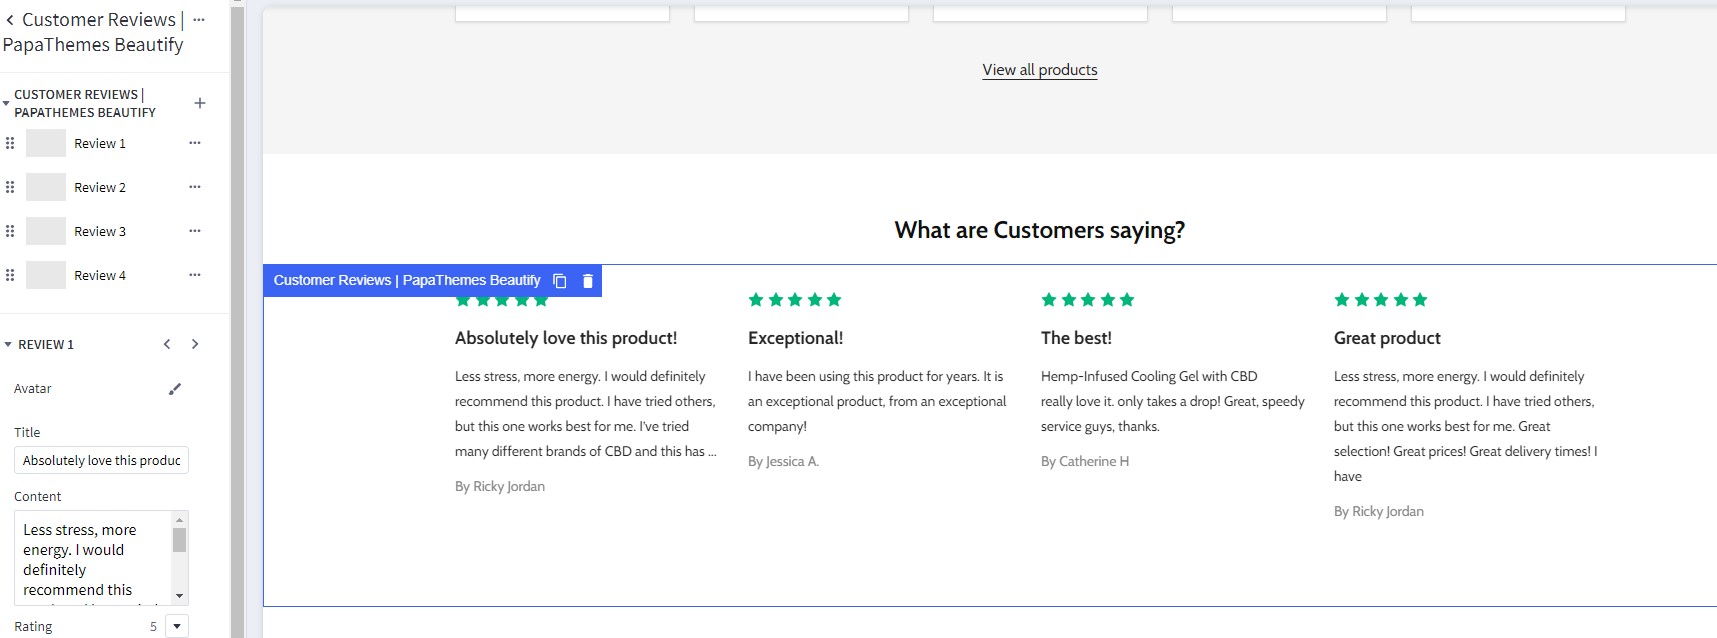 Customer Reviews |
PapaThemes Beautify
CUSTOMER REVIEWS |
PAPATHEMES BEAUTIFY
Review 1
Review 2
Review 3
Review 4
REVIEW 1
Avatar
Title
Absolutely love this produc
Content
Less stress, more
energy. I would
definitely
recommend this
Rating 5
View all products
What are Customers saying?
Customer Reviews | PapaThemes Beautify
Absolutely love this product!
Less stress, more energy. I would definitely
recommend this product. I have tried others,
but this one works best for me. I've tried
many different brands of CBD and this has ...
By Ricky Jordan
Exceptional!
I have been using this product for years. It is
an exceptional product, from an exceptional
company!
By Jessica A.
The best!
Hemp-Infused Cooling Gel with CBD
really love it. only takes a drop! Great, speedy
service guys, thanks.
By Catherine H
Great product
Less stress, more energy. I would definitely
recommend this product. I have tried others,
but this one works best for me. Great
selection! Great prices! Great delivery times! I
have
By Ricky Jordan